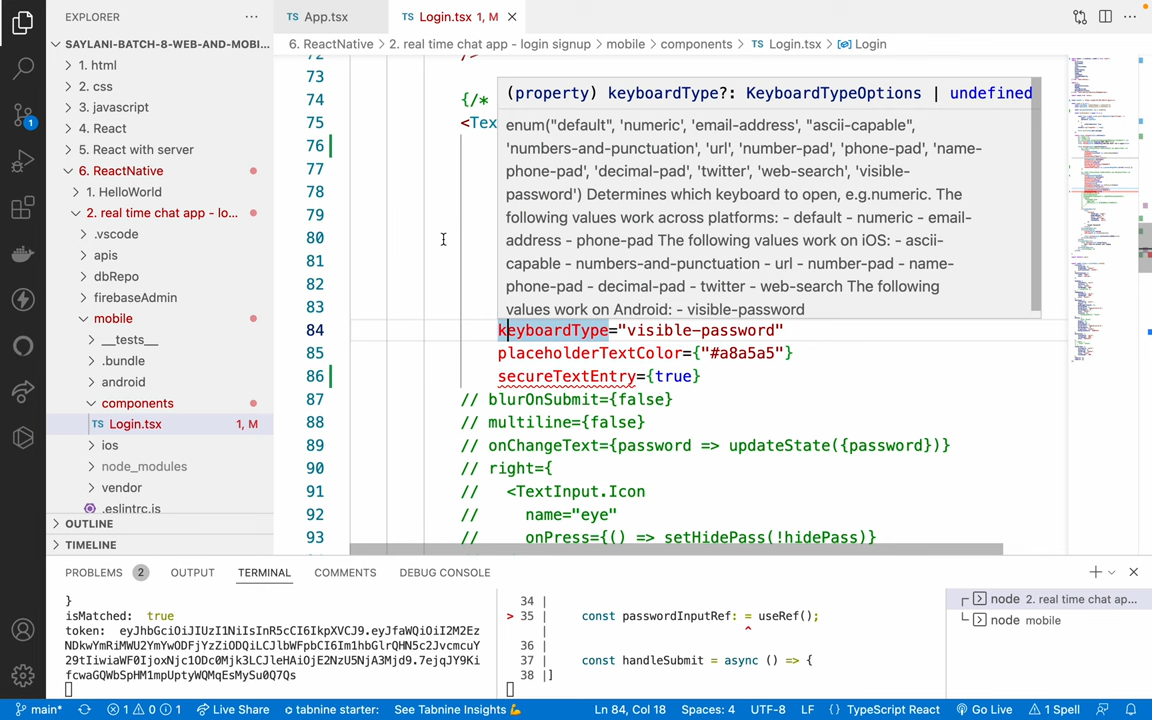 EXPLORER
TS App.tsx
TS Login.tsx 1, M
SAYLANI-BATCH-8-WEB-AND-MOBI...
6. ReactNative > 2. real time chat app - login signup > mobile > components > TS Login.tsx > Login
1. html
2. css
3. javascript
4. React
5. React with server
6. ReactNative
1. HelloWorld
2. real time chat app - lo...
.vscode
apis
dbRepo
firebaseAdmin
mobile
__tests__
.bundle
android
components
TS Login.tsx 1, M
ios
node_modules
vendor
.eslintrc.js
OUTLINE
TIMELINE
1
72 />
73
74 {/*
75 <Tex
76
77
78
79
80
81
82
83
(property) keyboardType?: KeyboardTypeOptions | undefined
enum("default", 'numeric', 'email-address', "ascii-capable",
'numbers-and-punctuation', 'url', 'number-pad', 'phone-pad', 'name-
phone-pad', 'decimal-pad', 'twitter', 'web-search', 'visible-
password') Determines which keyboard to open, e.g.numeric. The
following values work across platforms: - default - numeric - email-
address - phone-pad The following values work on iOS: - ascii-
capable - numbers-and-punctuation - url - number-pad - name-
phone-pad - decimal-pad - twitter - web-search The following
values work on Android: - visible-password
84 keyboardType="visible-password"
85 placeholderTextColor={"#a8a5a5"}
86 secureTextEntry={true}
87 // blurOnSubmit={false}
88 // multiline={false}
89 // onChangeText={password => updateState({password})}
90 // right={
91 // <TextInput.Icon
92 // name="eye"
93 // onPress={() => setHidePass(!hidePass)}
PROBLEMS 2 OUTPUT TERMINAL COMMENTS DEBUG CONSOLE
}
isMatched: true
token: eyJhbGciOiJIUzI1NiIsInR5cCI6IkpXVCJ9.eyJfaWQiOiI2M2Ez
NDkwYmRiMWU2YmYwODFjYzZiODQiLCJlbWFpbCI6Im1hbGlrQHN5c2JvcmcuY
29tIiwiaWF0IjoxNjc1ODc0Mjk3LCJleHAiOjE2NzU5NjA3Mjd9.7ejqJY9Ki
fcwaGQWbSpHM1mpUptyWQMqEsMySu0Q7Qs
34 |
> 35 | const passwordInputRef: = useRef();
| ^
36 |
37 | const handleSubmit = async () => {
38 |]
node 2. real time chat ap...
node mobile
main* 1 0 1 Live Share tabnine starter: See Tabnine Insights Ln 84, Col 18 Spaces: 4 UTF-8 LF {} TypeScript React Go Live 1 Spell